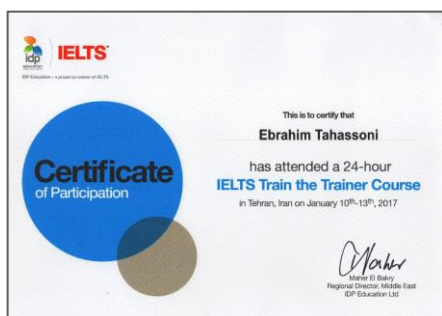 idp
IELTS™
IDP Education - a proud co-owner of IELTS
This is to certify that
Ebrahim Tahassoni
Certificate
of Participation
has attended a 24-hour
IELTS Train the Trainer Course
in Tehran, Iran on January 10th-13th, 2017
Maher El Bakry
Regional Director, Middle East
IDP Education Ltd